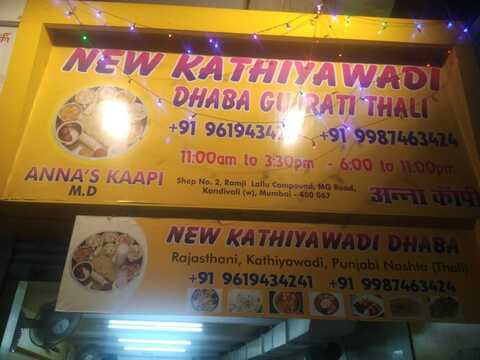 NEW KATHIYAWADI
DHABA GUJRATI THALI
+91 9619434241 +91 9987463424
11:00am to 3:30pm - 6:00 to 11:00pm
ANNA'S KAAPI
M.D
Shop No. 2, Ramji Lallu Compound, MG Road,
Kandivali (w), Mumbai - 400 067
अन्ना कॉपी
NEW KATHIYAWADI DHABA
Rajasthani, Kathiyawadi, Punjabi Nashta (Thali)
+91 9619434241 +91 9987463424